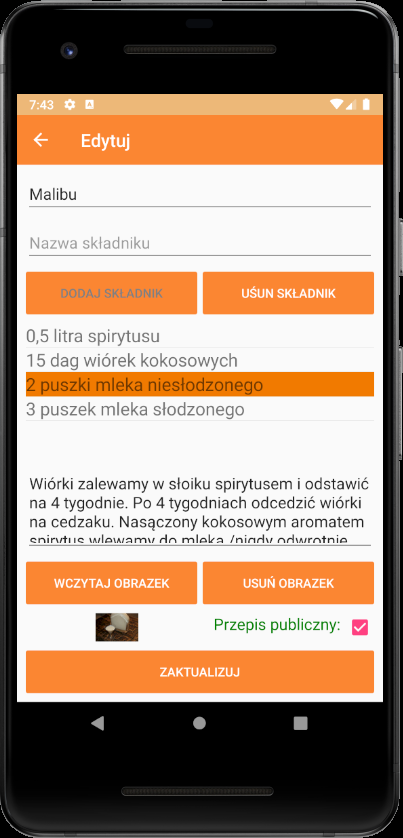 7:43
Edytuj
Malibu
Nazwa składniku
DODAJ SKŁADNIK
UŚUN SKŁADNIK
0,5 litra spirytusu
15 dag wiórek kokosowych
2 puszki mleka niesłodzonego
3 puszek mleka słodzonego
Wiórki zalewamy w słoiku spirytusem i odstawić
na 4 tygodnie. Po 4 tygodniach odcedzić wiórki
na cedzaku. Nasączony kokosowym aromatem
spirytus wlewamy do mleka /nigdy odwrotnie
WCZYTAJ OBRAZEK
USUŃ OBRAZEK
Przepis publiczny:
ZAKTUALIZUJ